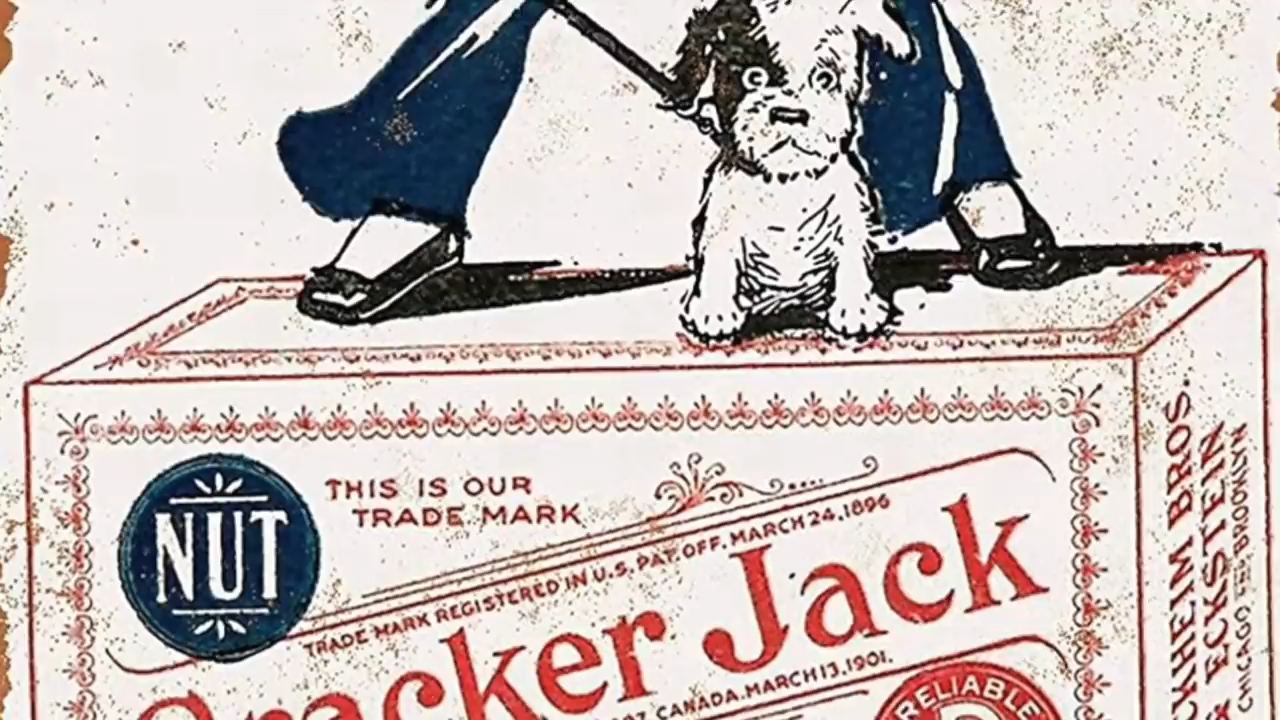 NUT
THIS IS OUR
TRADE MARK
TRADE MARK REGISTERED IN U.S. PAT. OFF. MARCH 24, 1896
Cracker Jack
CANADA. MARCH 13, 1901.
RELIABLE
BROS.
ECKSTEIN
CHICAGO